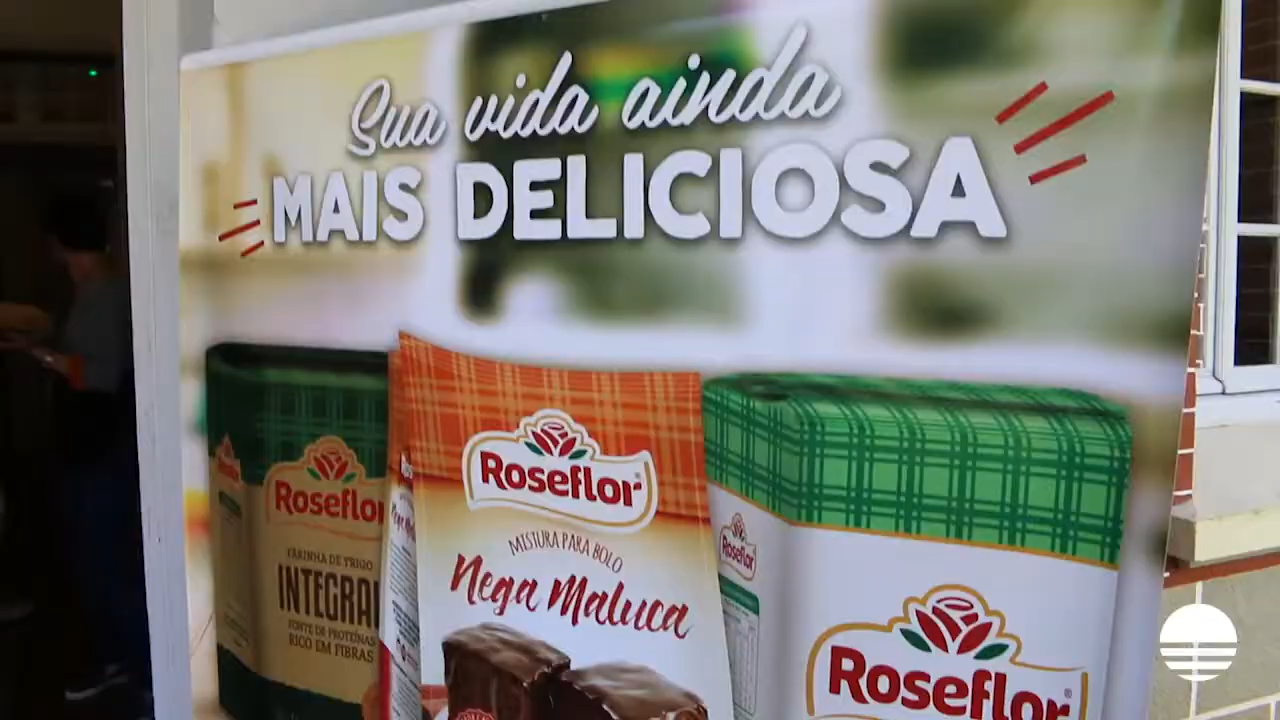 Sua vida ainda
MAIS DELICIOSA
Roseflor
FARINHA DE TRIGO
INTEGRAL
FONTE DE PROTEÍNAS
RICO EM FIBRAS
Roseflor
MISTURA PARA BOLO
Nega Maluca
Roseflor
Roseflor